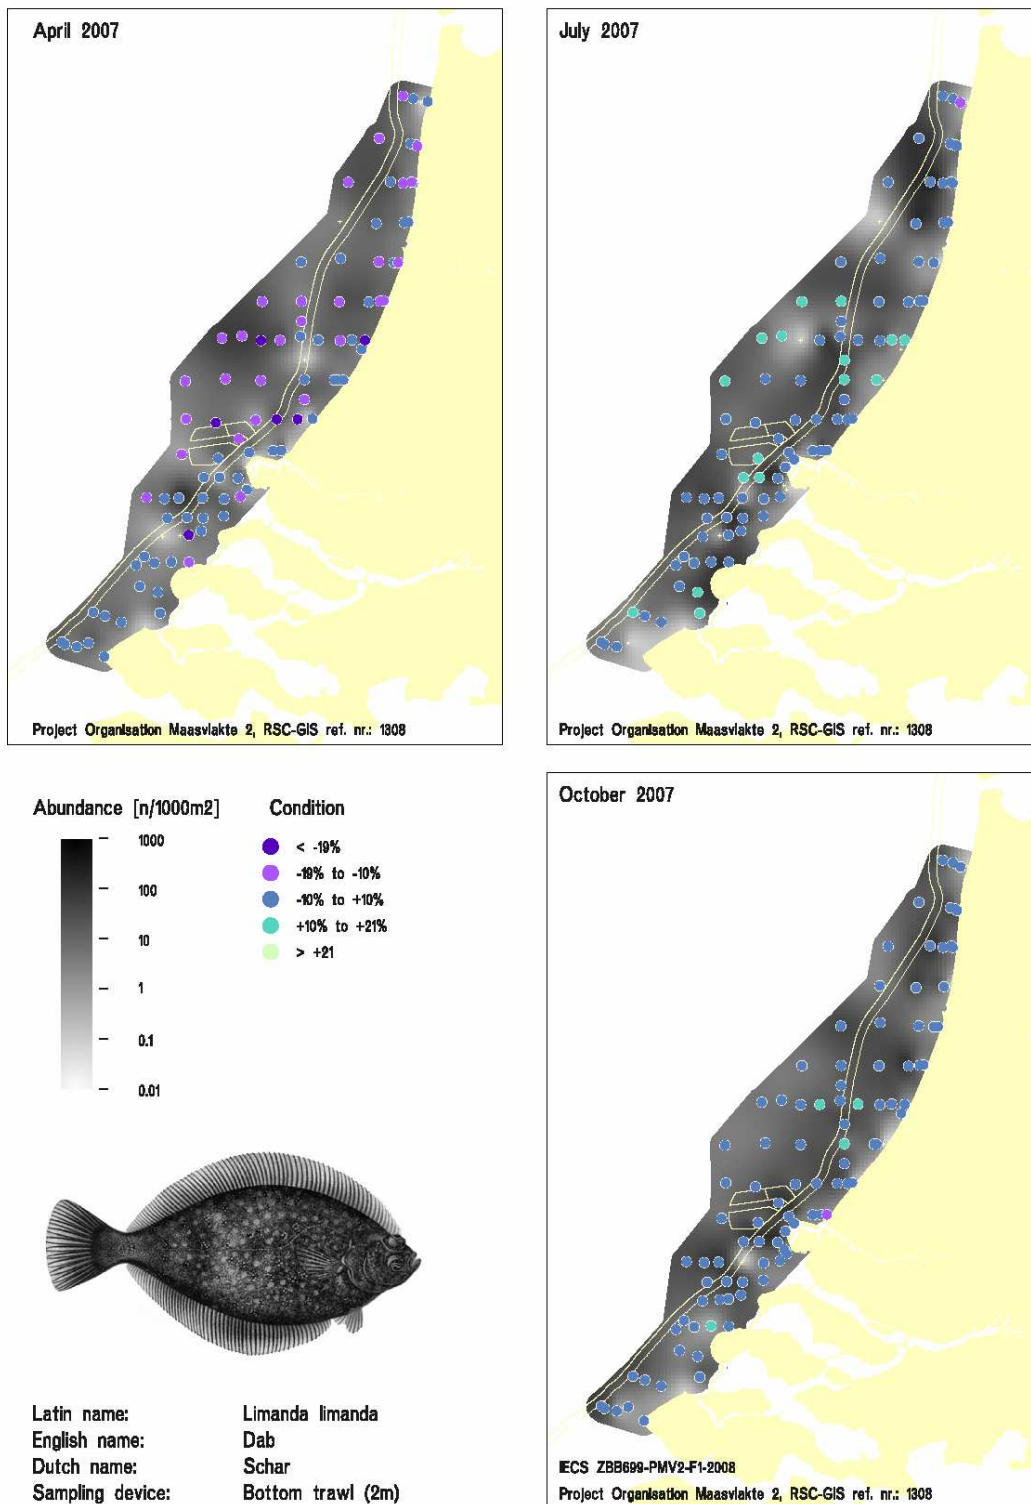 April 2007
Project Organisation Maasvlakte 2, RSC-GIS ref. nr.: 1308
July 2007
Project Organisation Maasvlakte 2, RSC-GIS ref. nr.: 1308
Abundance [n/1000m2]
1000
100
10
1
0.1
0.01
Condition
< -19%
-19% to -10%
-10% to +10%
+10% to +21%
> +21
Latin name: Limanda limanda
English name: Dab
Dutch name: Schar
Sampling device: Bottom trawl (2m)
October 2007
IECS ZBB699-PMV2-F1-2008
Project Organisation Maasvlakte 2, RSC-GIS ref. nr.: 1308